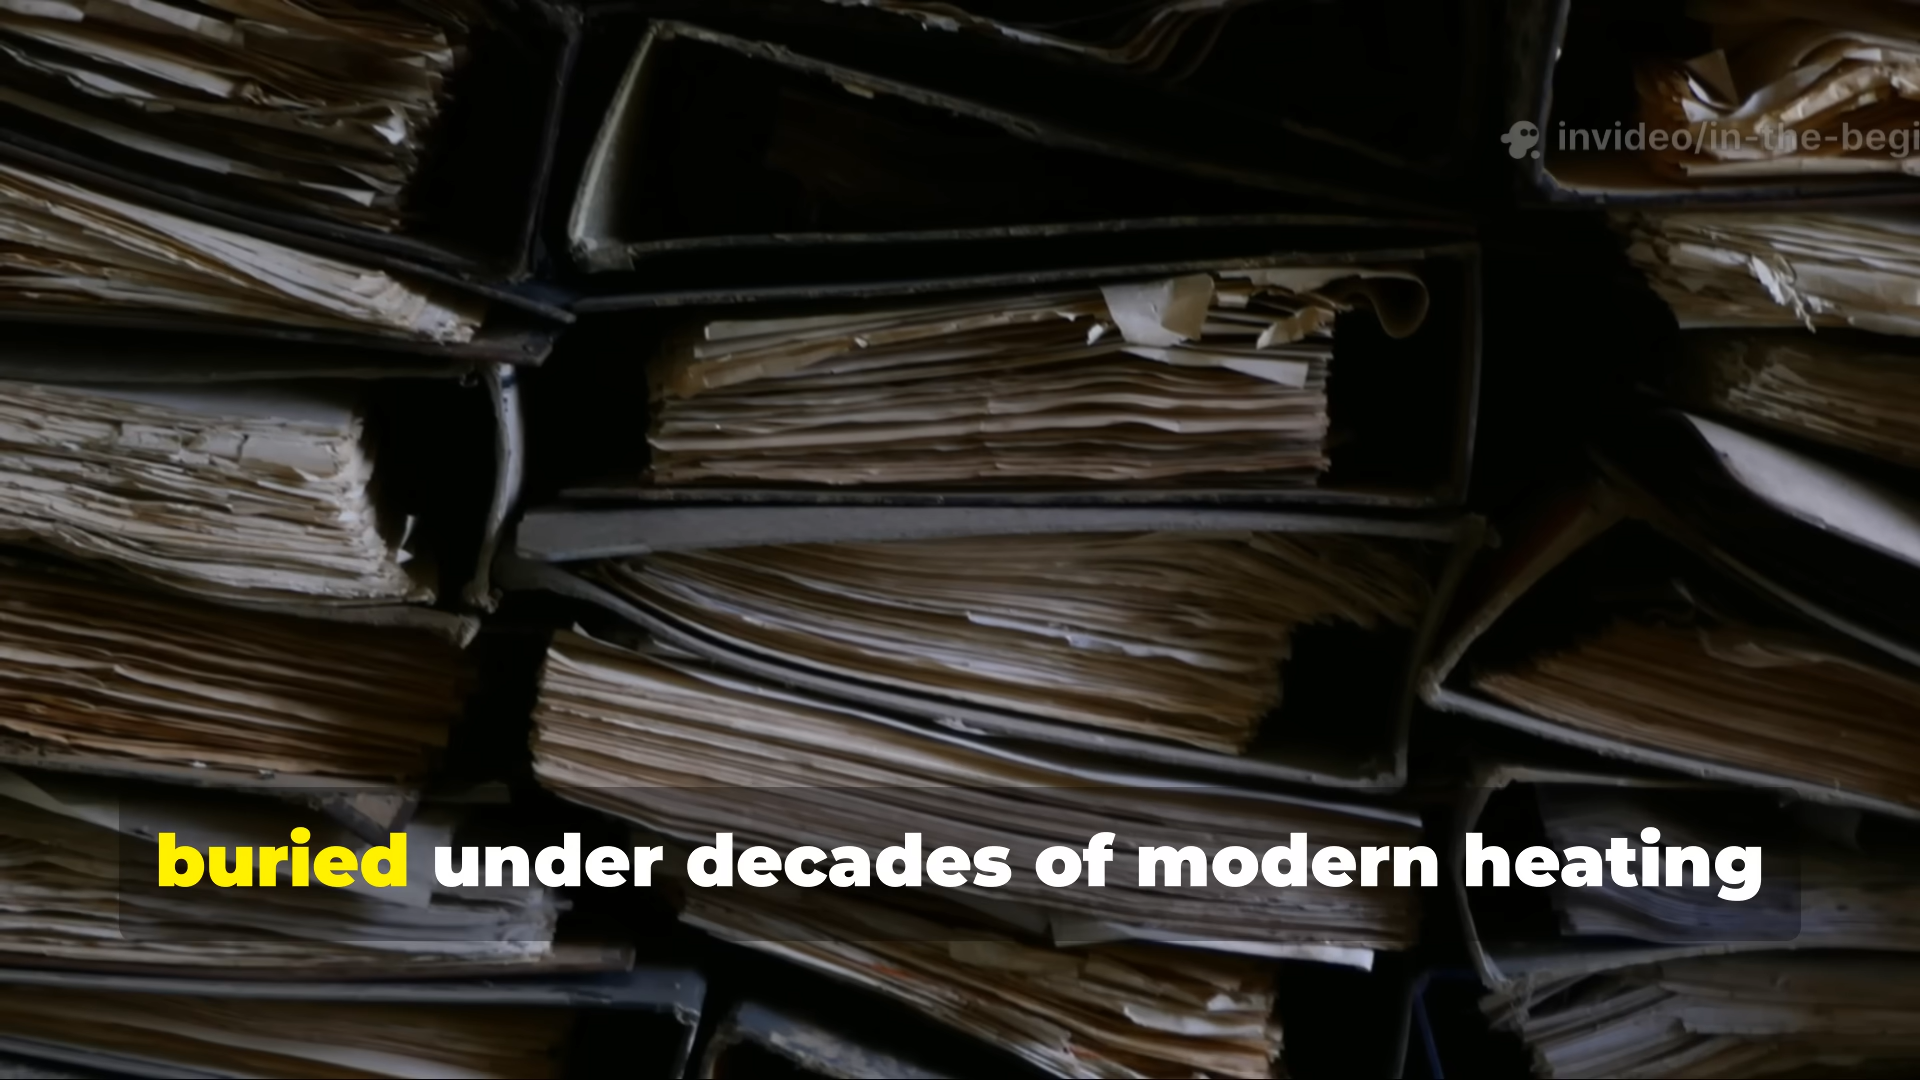 invideo/in-the-begi
buried under decades of modern heating